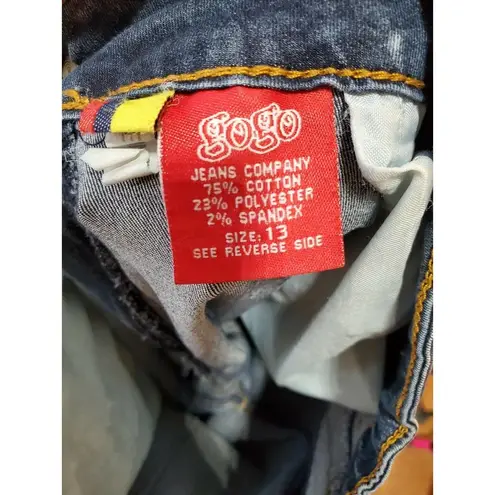 gogo
JEANS COMPANY
75% COTTON
23% POLYESTER
2% SPANDEX
SIZE: 13
SEE REVERSE SIDE